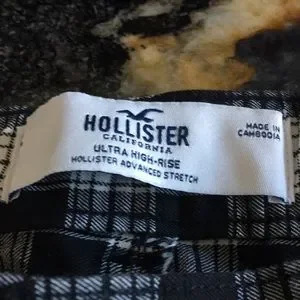 HOLLISTER
CALIFORNIA
ULTRA HIGH-RISE
HOLLISTER ADVANCED STRETCH
MADE IN
CAMBODIA